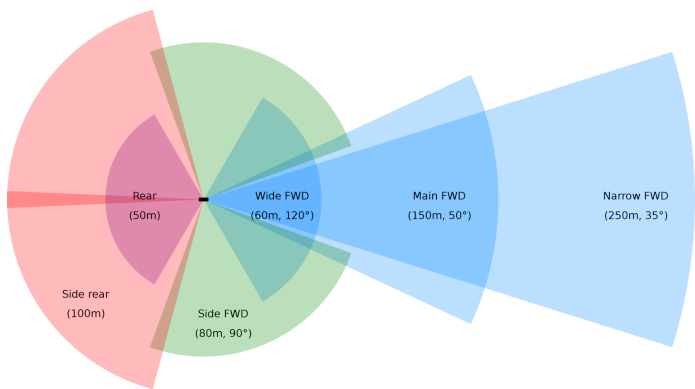 Rear
(50m)
Wide FWD
(60m, 120°)
Main FWD
(150m, 50°)
Narrow FWD
(250m, 35°)
Side rear
(100m)
Side FWD
(80m, 90°)